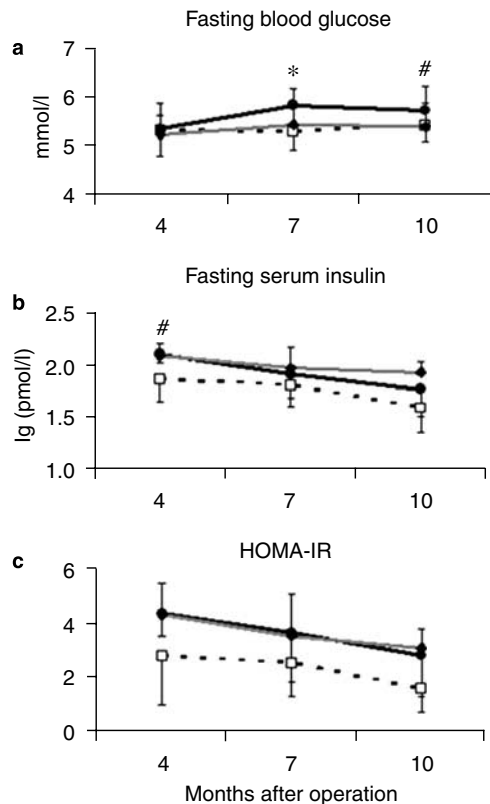 Fasting blood glucose
a
mmol/l
7
6
5
4
*
#
4 7 10
Fasting serum insulin
b
lg (pmol/l)
2.5
2.0
1.5
1.0
#
4 7 10
HOMA-IR
c
6
4
2
0
4 7 10
Months after operation